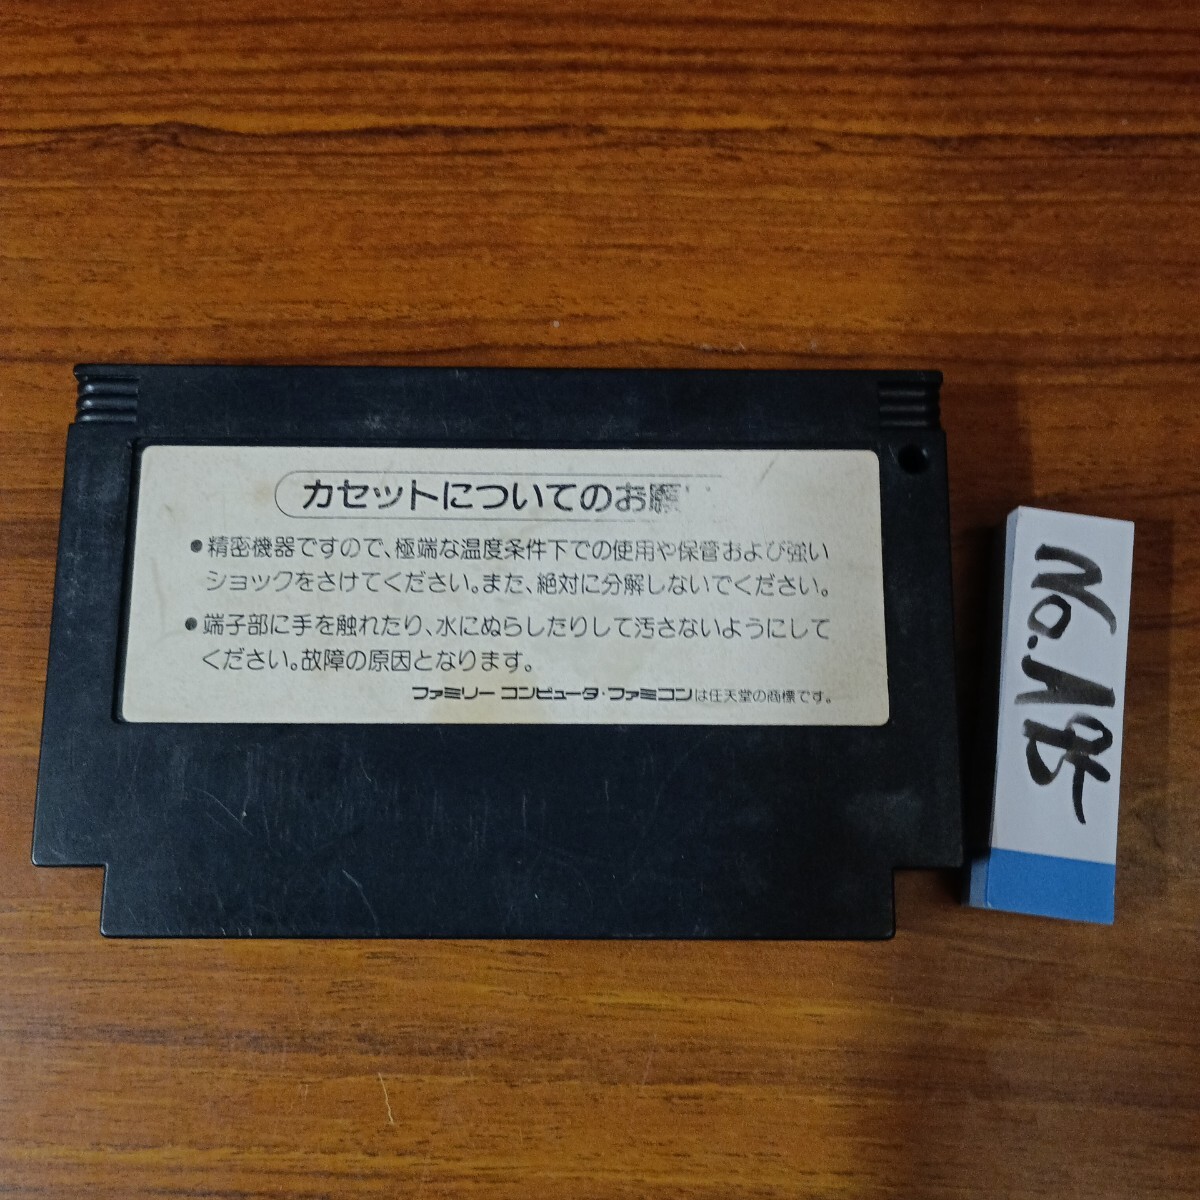 カセットについてのお願
●精密機器ですので、極端な温度条件下での使用や保管および強い
ショックをさけてください。また、絶対に分解しないでください。
●端子部に手を触れたり、水にぬらしたりして汚さないようにして
ください。故障の原因となります。
ファミリー コンピュータ・ファミコンは任天堂の商標です。
No.A95